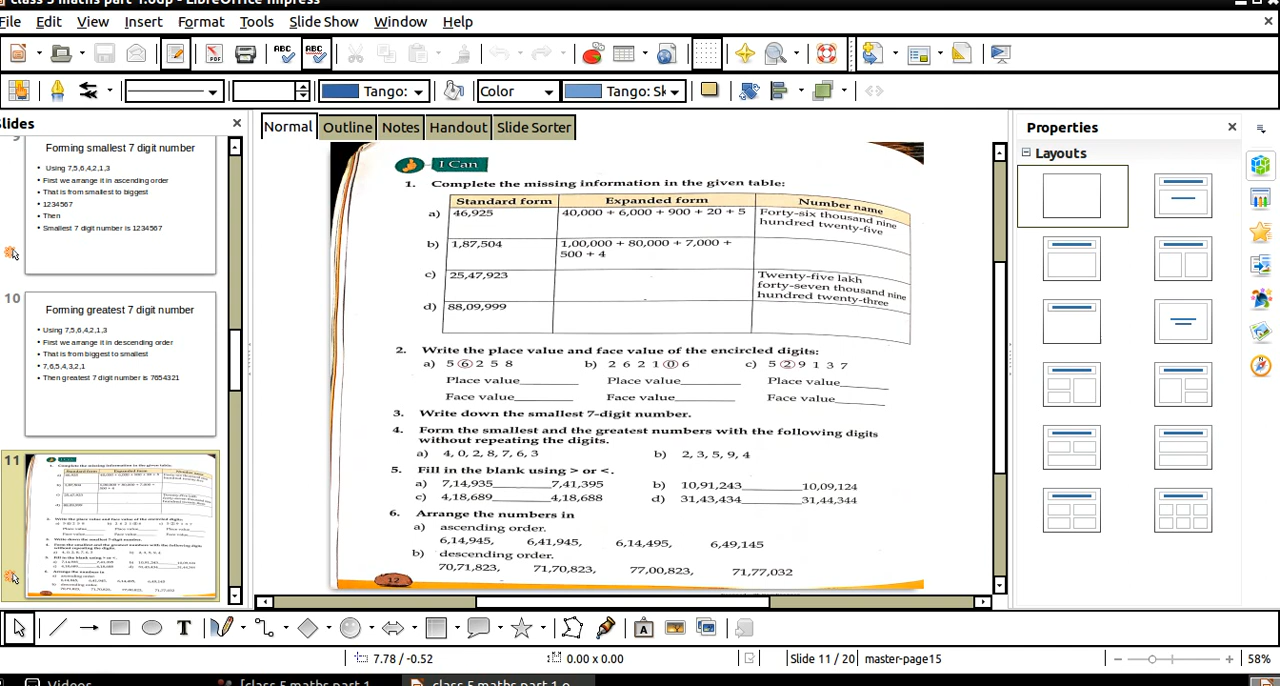 class 5 maths part 1.odp - LibreOffice Impress
File Edit View Insert Format Tools Slide Show Window Help
Tango: Color Tango: Sk
Slides
Normal Outline Notes Handout Slide Sorter
Properties
Layouts
9
Forming smallest 7 digit number
• Using 7,5,6,4,2,1,3
• First we arrange it in ascending order
• That is from smallest to biggest
• 1234567
• Then
• Smallest 7 digit number is 1234567
10
Forming greatest 7 digit number
• Using 7,5,6,4,2,1,3
• First we arrange it in descending order
• That is from biggest to smallest
• 7,6,5,4,3,2,1
• Then greatest 7 digit number is 7654321
11
I Can
1. Complete the missing information in the given table:
Standard form Expanded form Number name
a) 46,925 40,000 + 6,000 + 900 + 20 + 5 Forty-six thousand nine
hundred twenty-five
b) 1,87,504 1,00,000 + 80,000 + 7,000 +
500 + 4
c) 25,47,923 Twenty-five lakh
forty-seven thousand nine
hundred twenty-three
d) 88,09,999
2. Write the place value and face value of the encircled digits:
a) 5 6 2 5 8 b) 2 6 2 1 0 6 c) 5 2 9 1 3 7
Place value________ Place value________ Place value________
Face value________ Face value________ Face value________
3. Write down the smallest 7-digit number.
4. Form the smallest and the greatest numbers with the following digits
without repeating the digits.
a) 4, 0, 2, 8, 7, 6, 3 b) 2, 3, 5, 9, 4
5. Fill in the blank using > or <.
a) 7,14,935________7,41,395 b) 10,91,243________10,09,124
c) 4,18,689________4,18,688 d) 31,43,434________31,44,344
6. Arrange the numbers in
a) ascending order.
6,14,945, 6,41,945, 6,14,495, 6,49,145
b) descending order.
70,71,823, 71,70,823, 77,00,823, 71,77,032
12
7.78 / -0.52 0.00 x 0.00 Slide 11 / 20 master-page15 58%
Videos [class 5 maths part 1 class 5 maths part 1.o